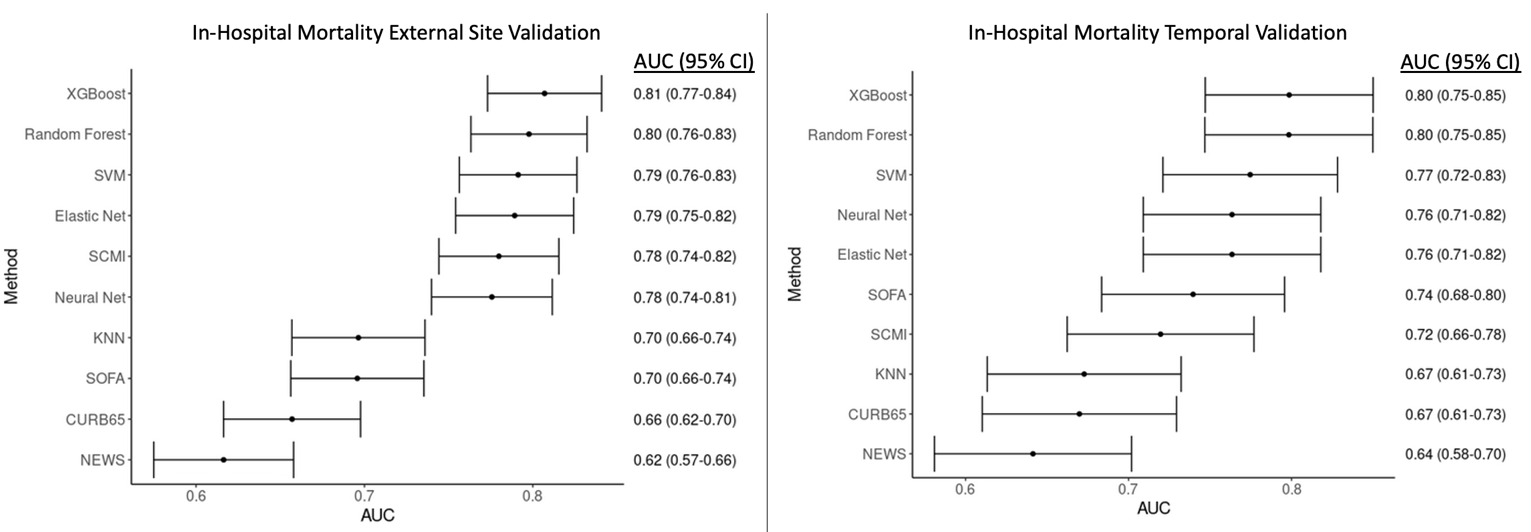 In-Hospital Mortality External Site Validation
AUC (95% CI)
XGBoost 0.81 (0.77-0.84)
Random Forest 0.80 (0.76-0.83)
SVM 0.79 (0.76-0.83)
Elastic Net 0.79 (0.75-0.82)
SCMI 0.78 (0.74-0.82)
Neural Net 0.78 (0.74-0.81)
KNN 0.70 (0.66-0.74)
SOFA 0.70 (0.66-0.74)
CURB65 0.66 (0.62-0.70)
NEWS 0.62 (0.57-0.66)
Method
0.6 0.7 0.8
AUC
In-Hospital Mortality Temporal Validation
AUC (95% CI)
XGBoost 0.80 (0.75-0.85)
Random Forest 0.80 (0.75-0.85)
SVM 0.77 (0.72-0.83)
Neural Net 0.76 (0.71-0.82)
Elastic Net 0.76 (0.71-0.82)
SOFA 0.74 (0.68-0.80)
SCMI 0.72 (0.66-0.78)
KNN 0.67 (0.61-0.73)
CURB65 0.67 (0.61-0.73)
NEWS 0.64 (0.58-0.70)
Method
0.6 0.7 0.8
AUC